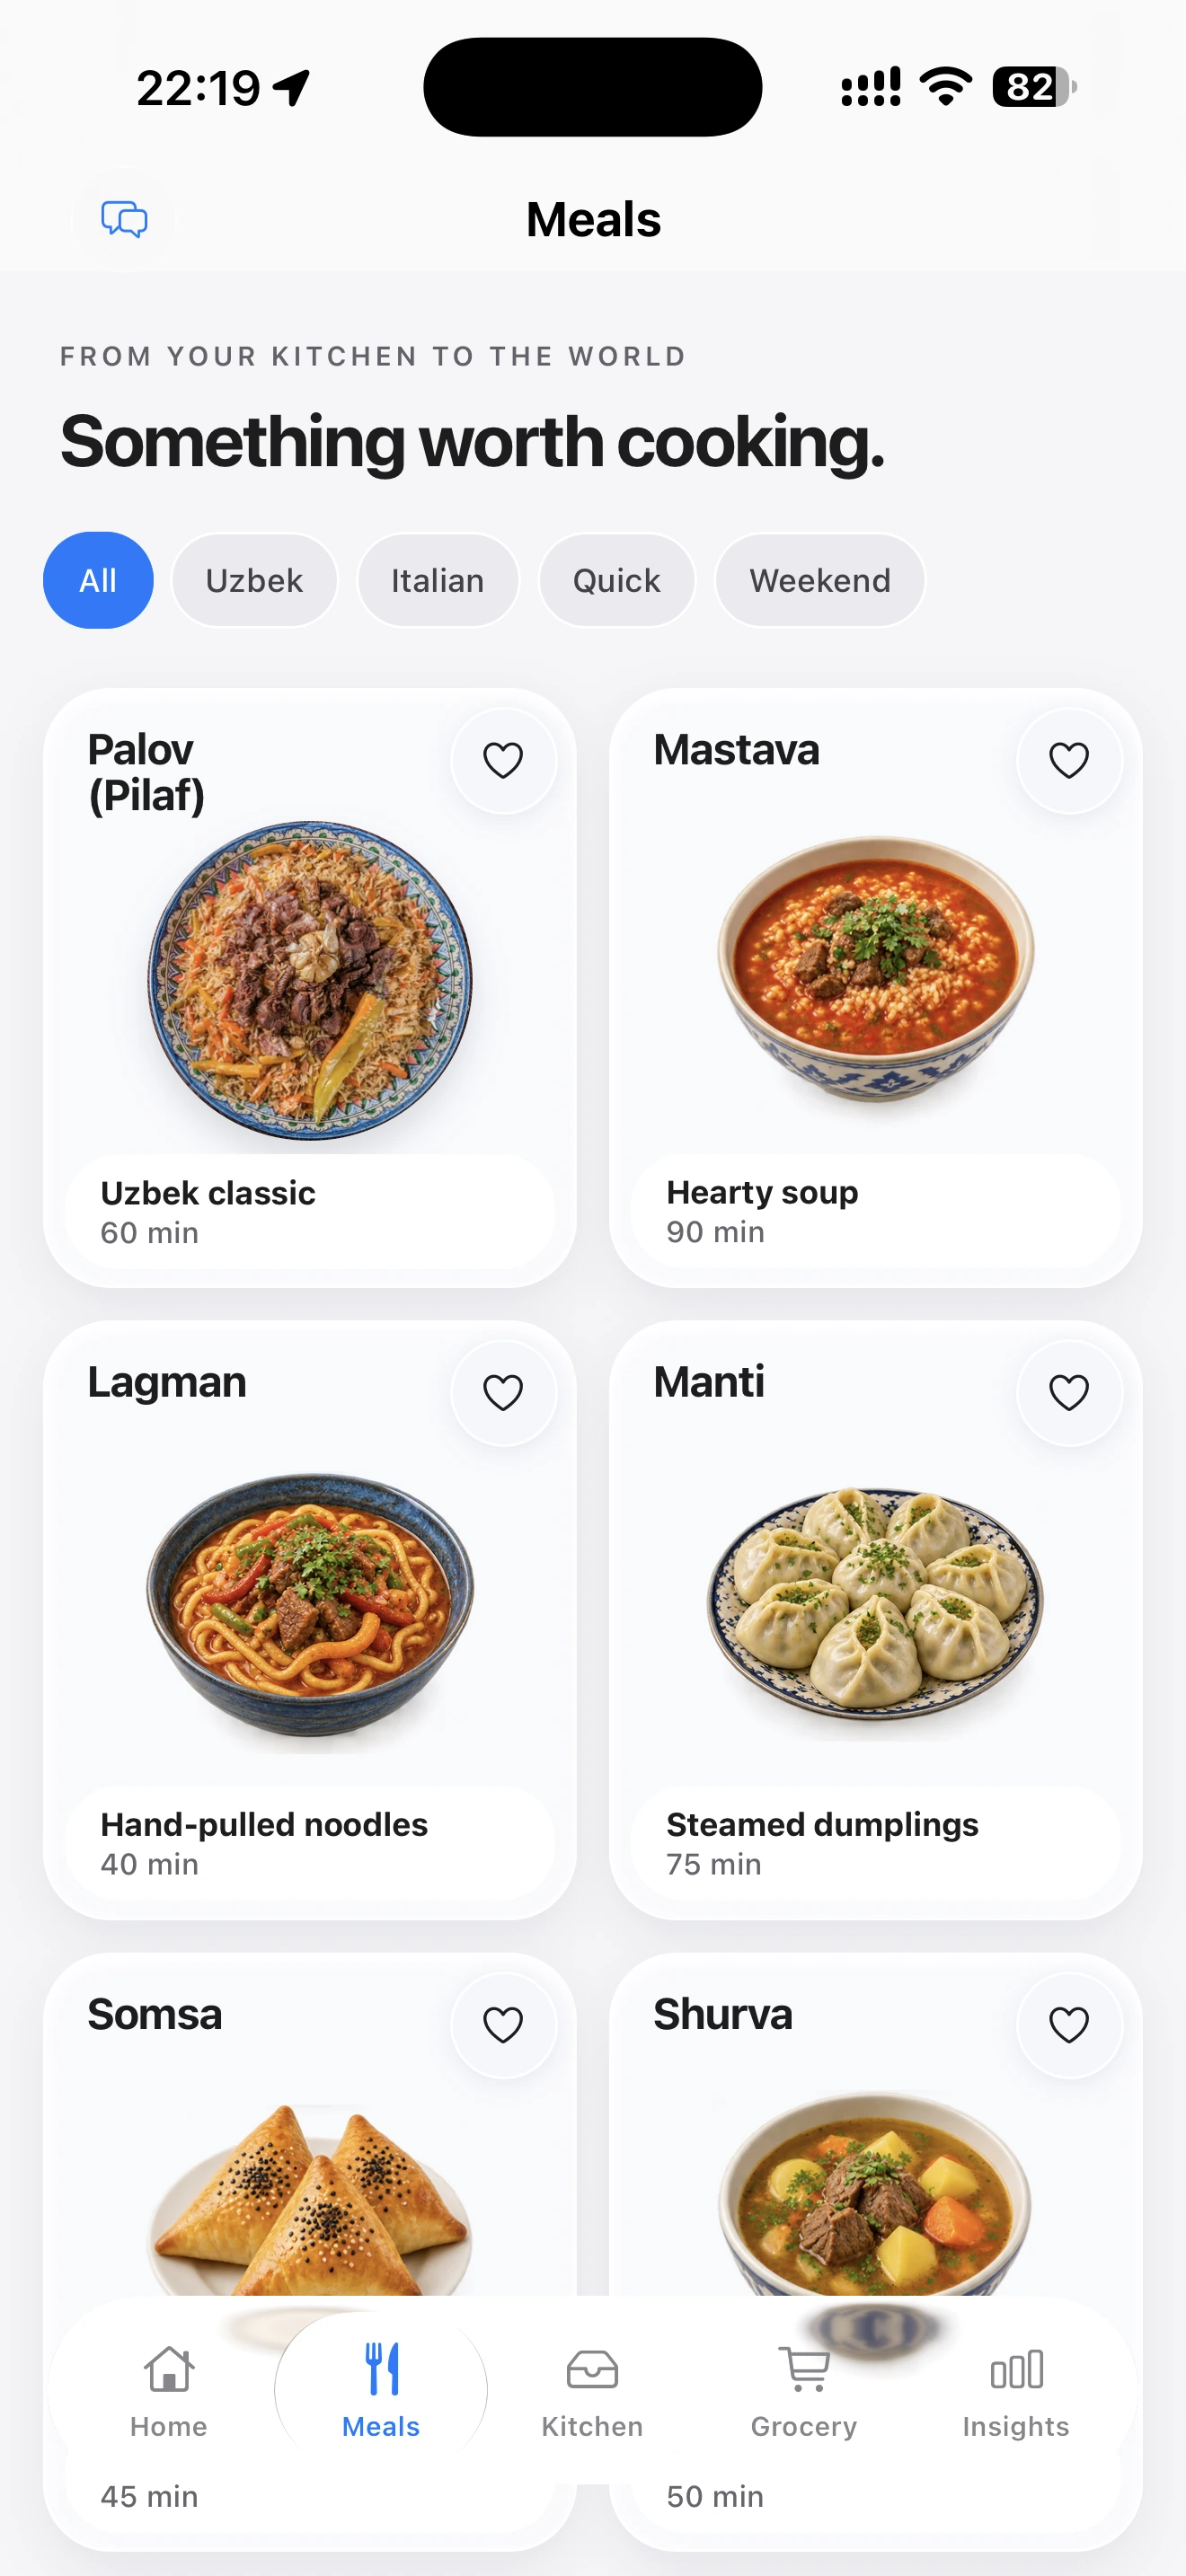 22:19
82
Meals
FROM YOUR KITCHEN TO THE WORLD
Something worth cooking.
All
Uzbek
Italian
Quick
Weekend
Palov
(Pilaf)
Uzbek classic
60 min
Mastava
Hearty soup
90 min
Lagman
Hand-pulled noodles
40 min
Manti
Steamed dumplings
75 min
Somsa
45 min
Shurva
50 min
Home
Meals
Kitchen
Grocery
Insights